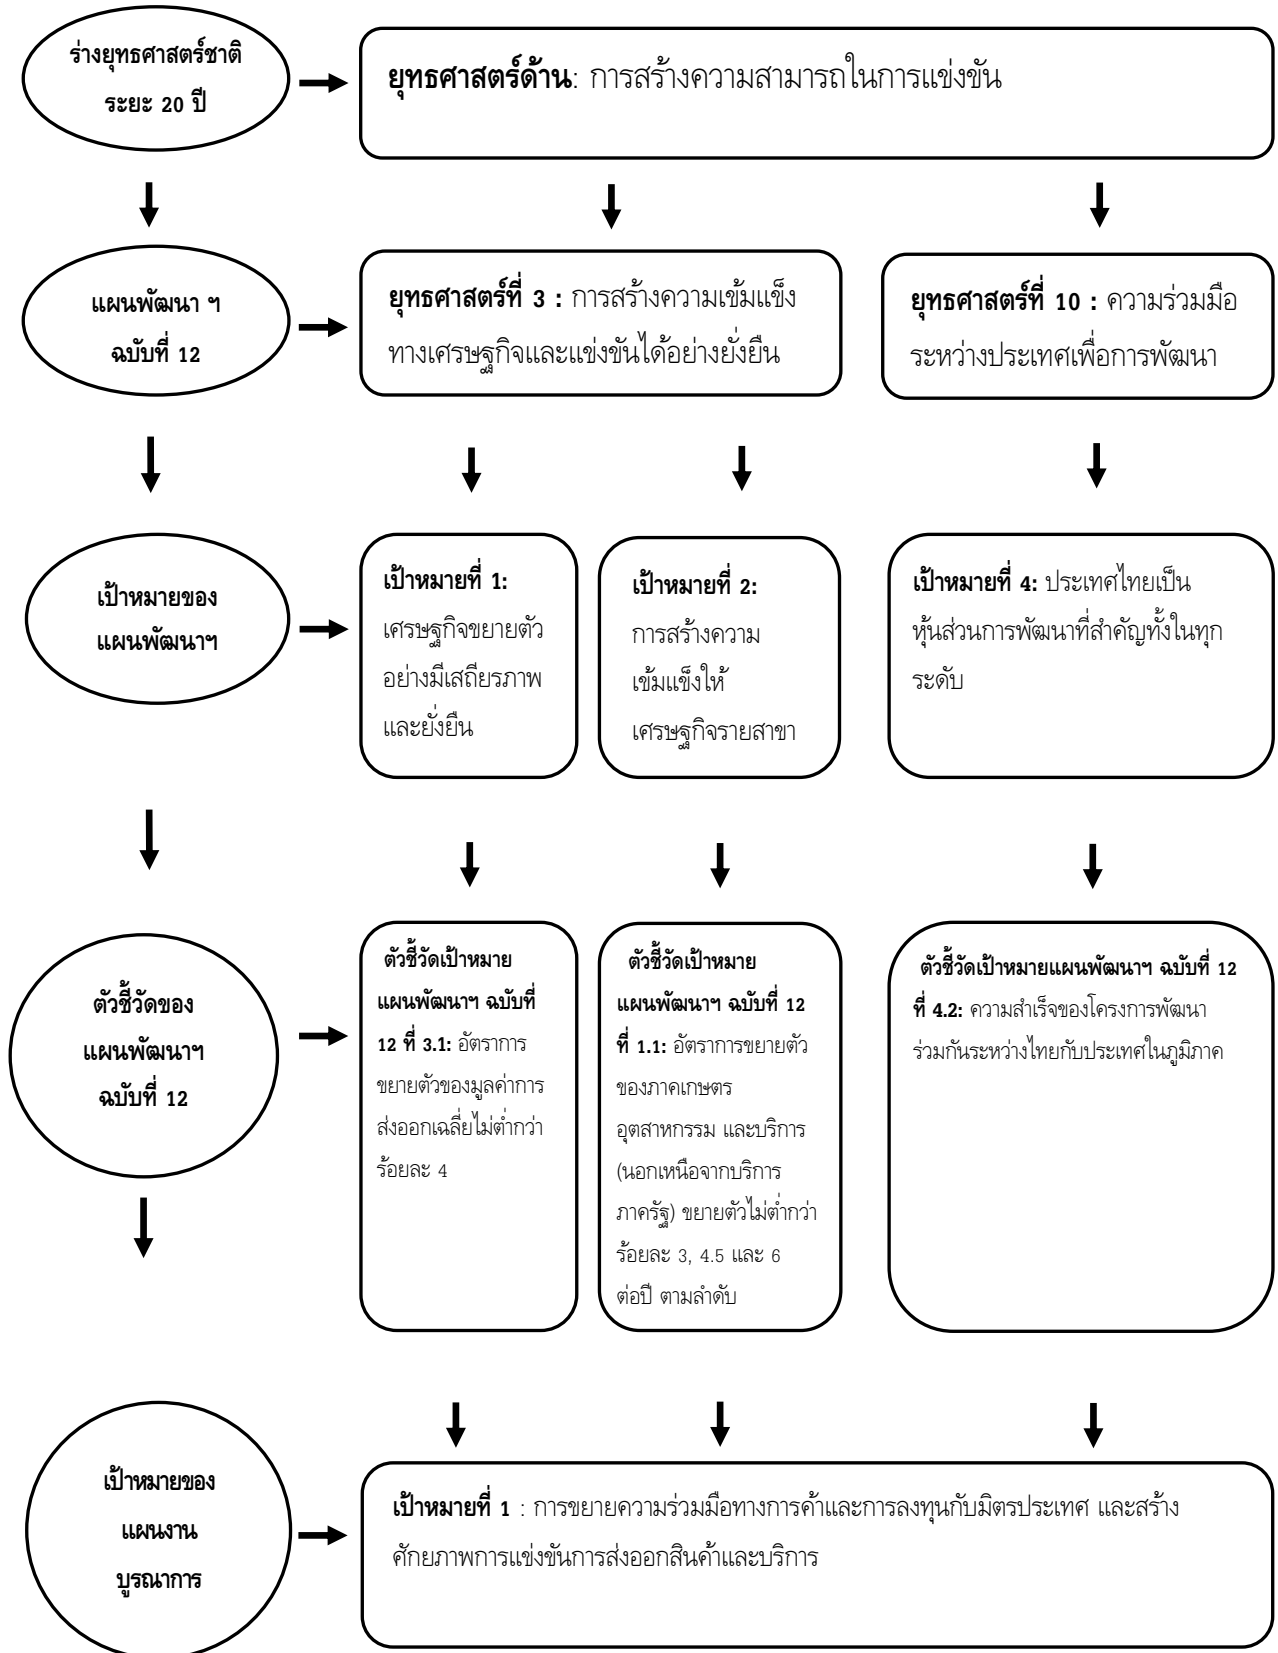 ร่างยุทธศาสตร์ชาติ
ระยะ 20 ปี
ยุทธศาสตร์ด้าน: การสร้างความสามารถในการแข่งขัน
แผนพัฒนา ฯ
ฉบับที่ 12
ยุทธศาสตร์ที่ 3 : การสร้างความเข้มแข็ง
ทางเศรษฐกิจและแข่งขันได้อย่างยั่งยืน
ยุทธศาสตร์ที่ 10 : ความร่วมมือ
ระหว่างประเทศเพื่อการพัฒนา
เป้าหมายของ
แผนพัฒนาฯ
เป้าหมายที่ 1:
เศรษฐกิจขยายตัว
อย่างมีเสถียรภาพ
และยั่งยืน
เป้าหมายที่ 2:
การสร้างความ
เข้มแข็งให้
เศรษฐกิจรายสาขา
เป้าหมายที่ 4: ประเทศไทยเป็น
หุ้นส่วนการพัฒนาที่สำคัญทั้งในทุก
ระดับ
ตัวชี้วัดของ
แผนพัฒนาฯ
ฉบับที่ 12
ตัวชี้วัดเป้าหมาย
แผนพัฒนาฯ ฉบับที่
12 ที่ 3.1: อัตราการ
ขยายตัวของมูลค่าการ
ส่งออกเฉลี่ยไม่ต่ำกว่า
ร้อยละ 4
ตัวชี้วัดเป้าหมาย
แผนพัฒนาฯ ฉบับที่ 12
ที่ 1.1: อัตราการขยายตัว
ของภาคเกษตร
อุตสาหกรรม และบริการ
(นอกเหนือจากบริการ
ภาครัฐ) ขยายตัวไม่ต่ำกว่า
ร้อยละ 3, 4.5 และ 6
ต่อปี ตามลำดับ
ตัวชี้วัดเป้าหมายแผนพัฒนาฯ ฉบับที่ 12
ที่ 4.2: ความสำเร็จของโครงการพัฒนา
ร่วมกันระหว่างไทยกับประเทศในภูมิภาค
เป้าหมายของ
แผนงาน
บูรณาการ
เป้าหมายที่ 1 : การขยายความร่วมมือทางการค้าและการลงทุนกับมิตรประเทศ และสร้าง
ศักยภาพการแข่งขันการส่งออกสินค้าและบริการ